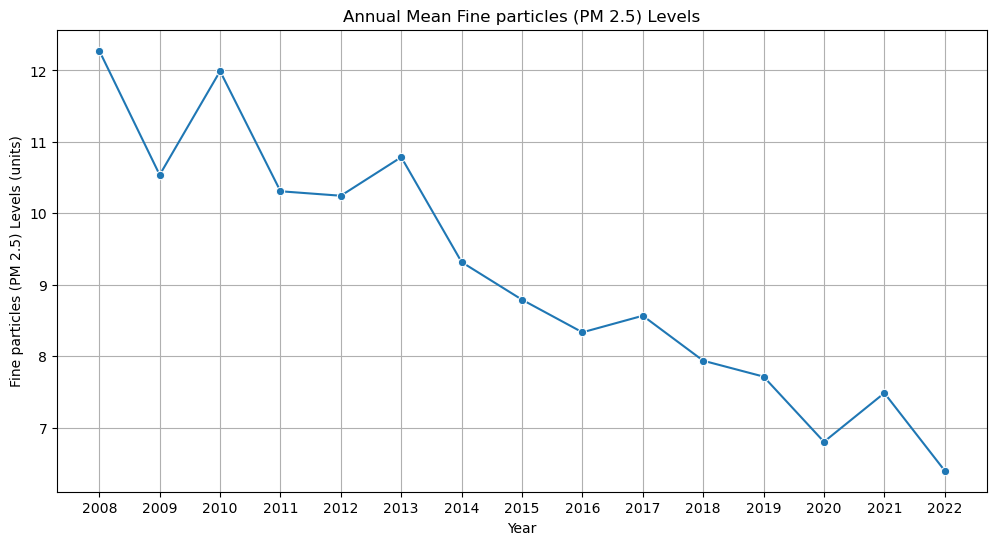 Annual Mean Fine particles (PM 2.5) Levels
Fine particles (PM 2.5) Levels (units)
12
11
10
9
8
7
2008 2009 2010 2011 2012 2013 2014 2015 2016 2017 2018 2019 2020 2021 2022
Year